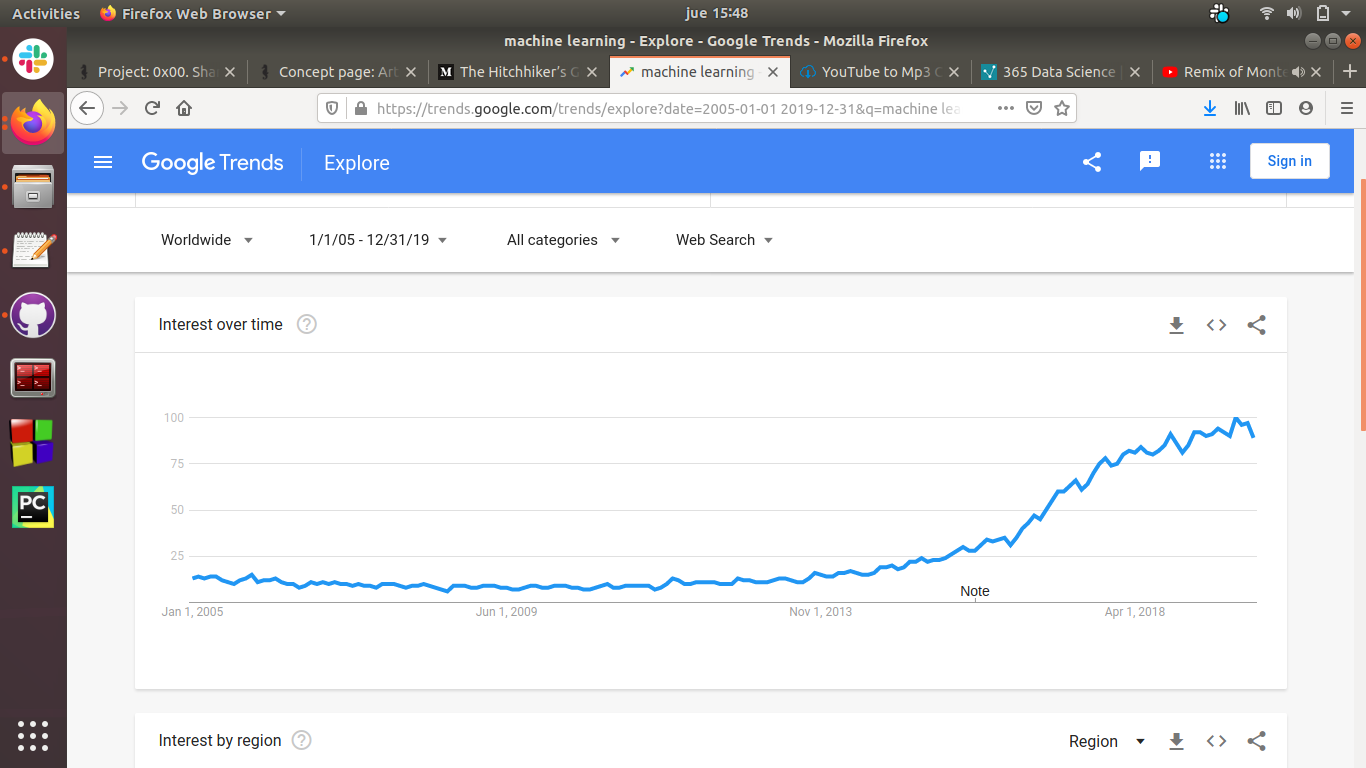 Activities Firefox Web Browser jue 15:48
machine learning - Explore - Google Trends - Mozilla Firefox
Project: 0x00. Sha Concept page: Art The Hitchhiker's G machine learning - YouTube to Mp3 C 365 Data Science | Remix of Monte
https://trends.google.com/trends/explore?date=2005-01-01 2019-12-31&q=machine lea
Google Trends Explore Sign in
Worldwide 1/1/05 - 12/31/19 All categories Web Search
Interest over time ?
100
75
50
25
Note
Jan 1, 2005 Jun 1, 2009 Nov 1, 2013 Apr 1, 2018
Interest by region ? Region
PC